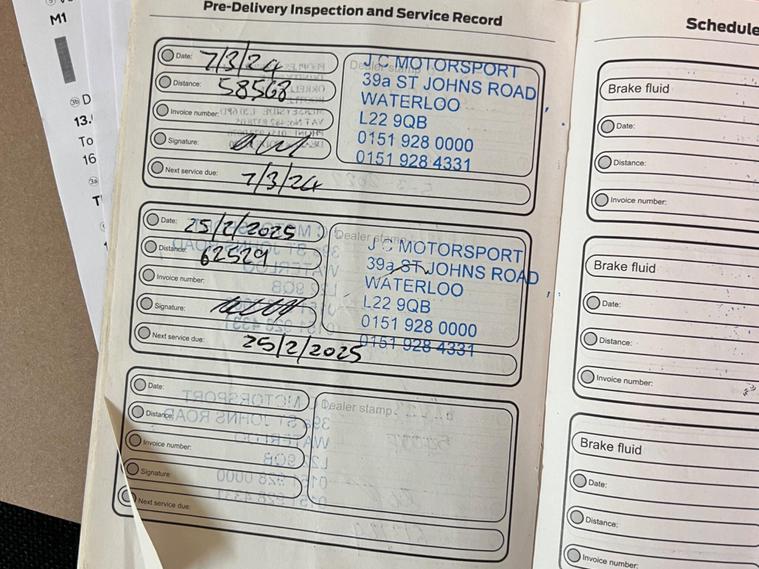 M1
D
13.
To
16
Pre-Delivery Inspection and Service Record
Date: 7/3/24
Distance: 58568
Invoice number:
Signature:
Next service due: 7/3/24
Dealer stamp
J C MOTORSPORT
39a ST JOHNS ROAD,
WATERLOO
L22 9QB
0151 928 0000
0151 928 4331
Date: 25/2/2025
Distance: 62529
Invoice number:
Signature:
Next service due: 25/2/2025
Dealer stamp
J C MOTORSPORT
39a ST JOHNS ROAD,
WATERLOO
L22 9QB
0151 928 0000
0151 928 4331
Date:
Distance:
Invoice number:
Signature:
Next service due:
Dealer stamp
Schedule
Brake fluid
Date:
Distance:
Invoice number:
Brake fluid
Date:
Distance:
Invoice number:
Brake fluid
Date:
Distance:
Invoice number: